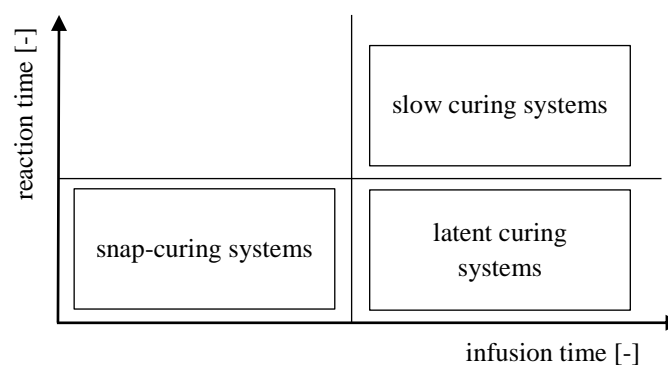 reaction time [-]
slow curing systems
snap-curing systems
latent curing
systems
infusion time [-]